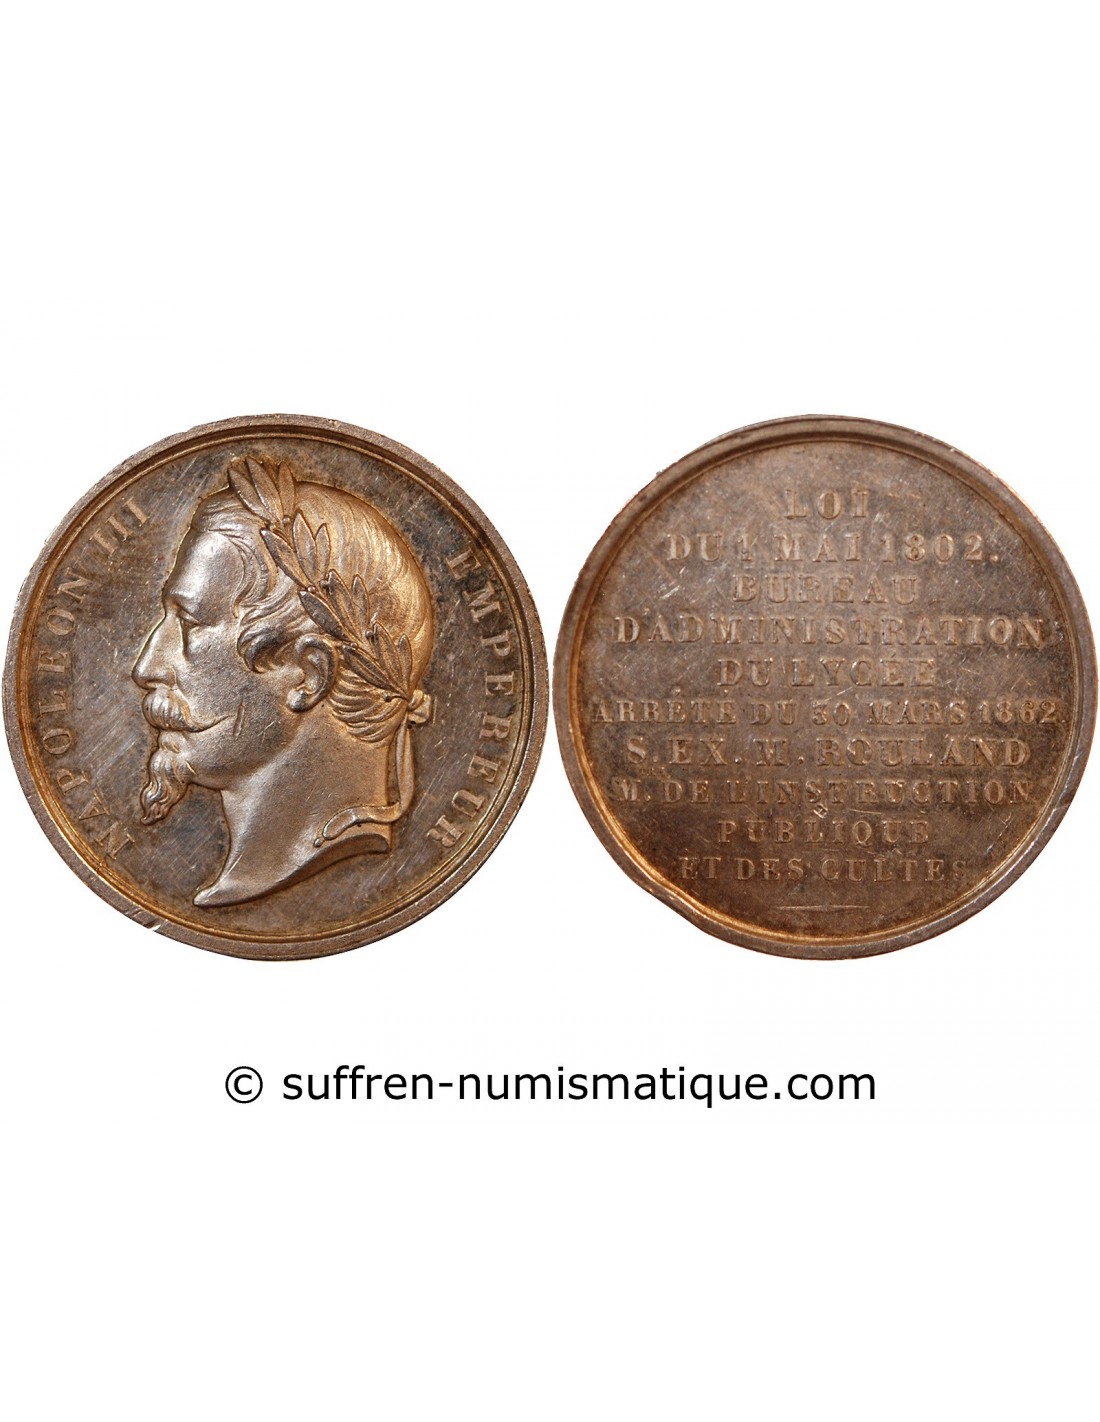 NAPOLEON III EMPEREUR
LOI
DU 1 MAI 1802.
BUREAU
D'ADMINISTRATION
DU LYCÉE
ARRÊTÉ DU 30 MARS 1862
S. EX. M. ROULAND
M. DE L'INSTRUCTION
PUBLIQUE
ET DES CULTES
© suffren-numismatique.com